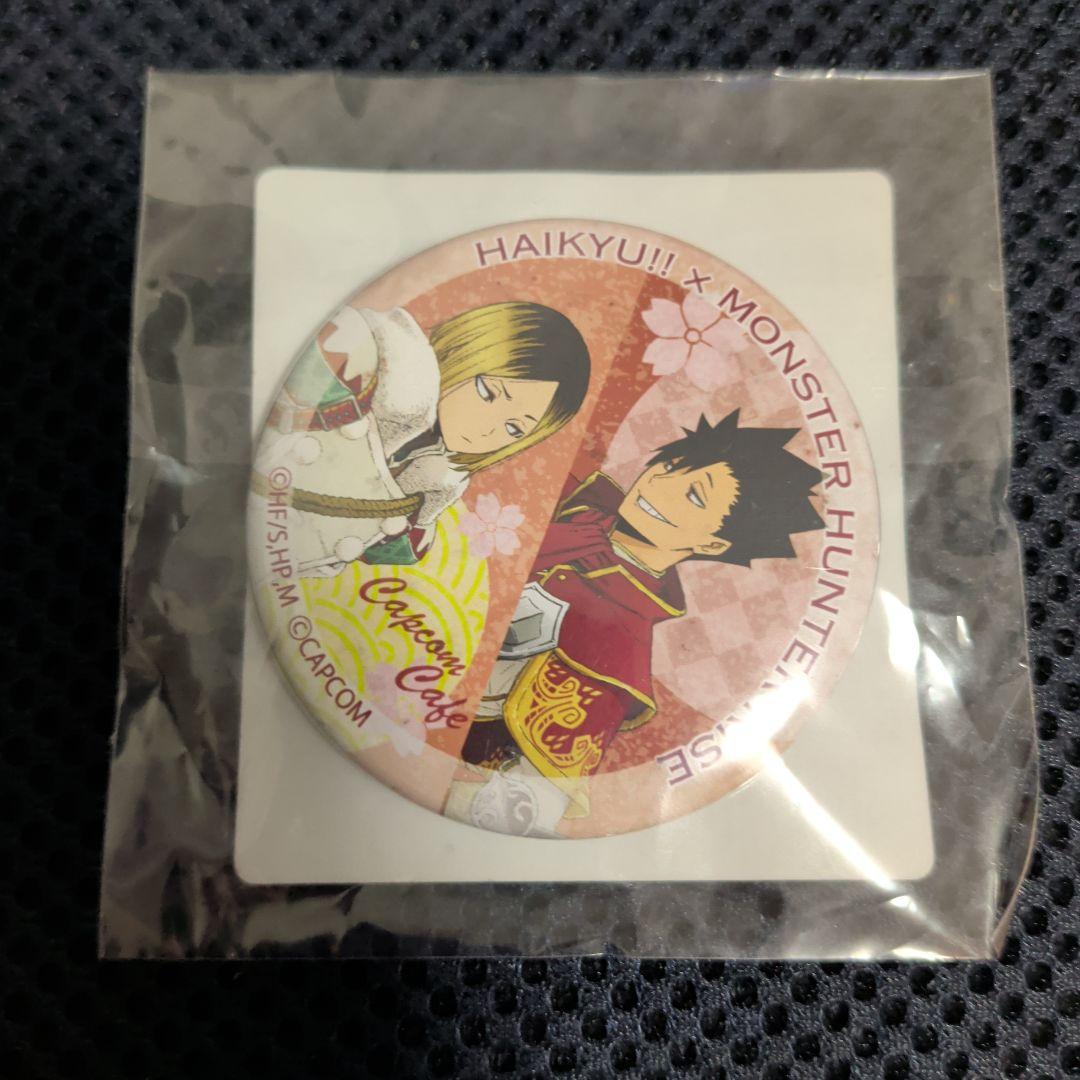 HAIKYU!! × MONSTER HUNTER RISE
Capcom
Cafe
©HF/S,HP,M ©CAPCOM